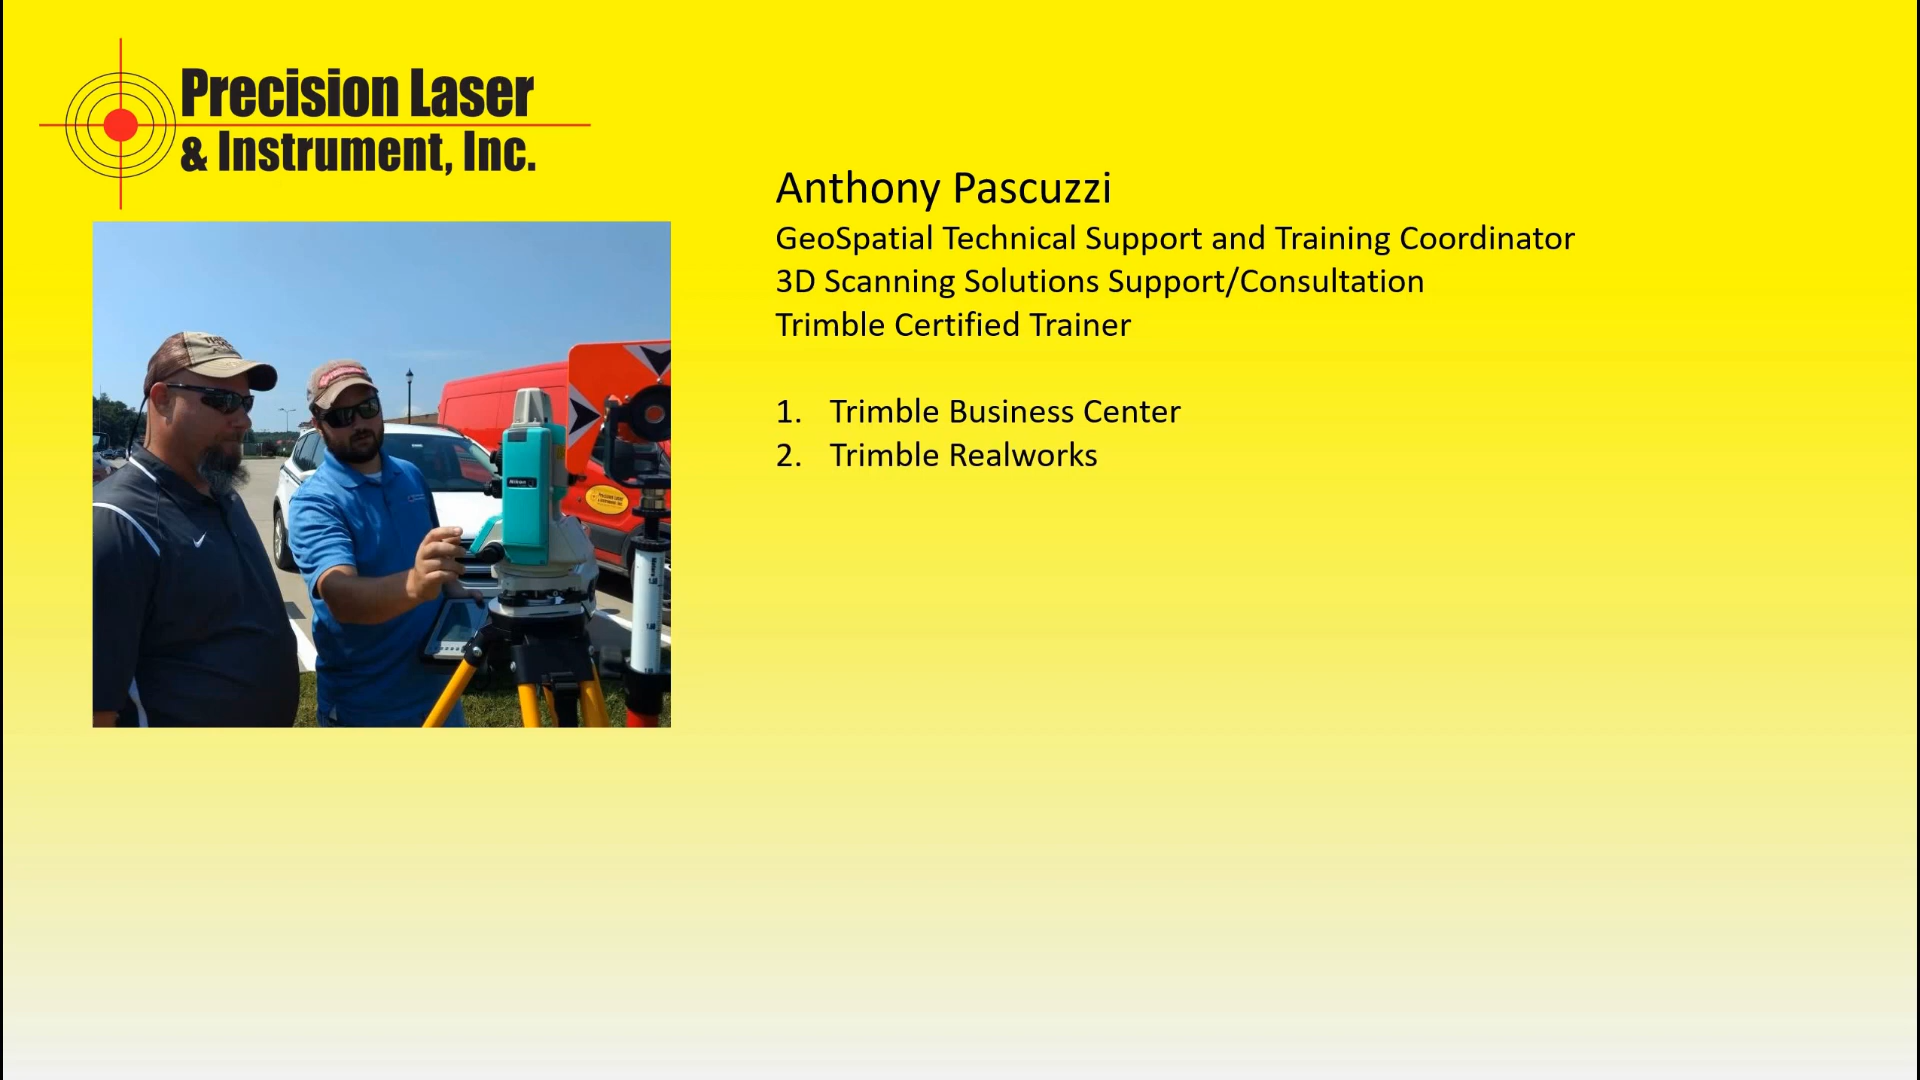 Precision Laser
& Instrument, Inc.
Anthony Pascuzzi
GeoSpatial Technical Support and Training Coordinator
3D Scanning Solutions Support/Consultation
Trimble Certified Trainer
1. Trimble Business Center
2. Trimble Realworks
Nikon